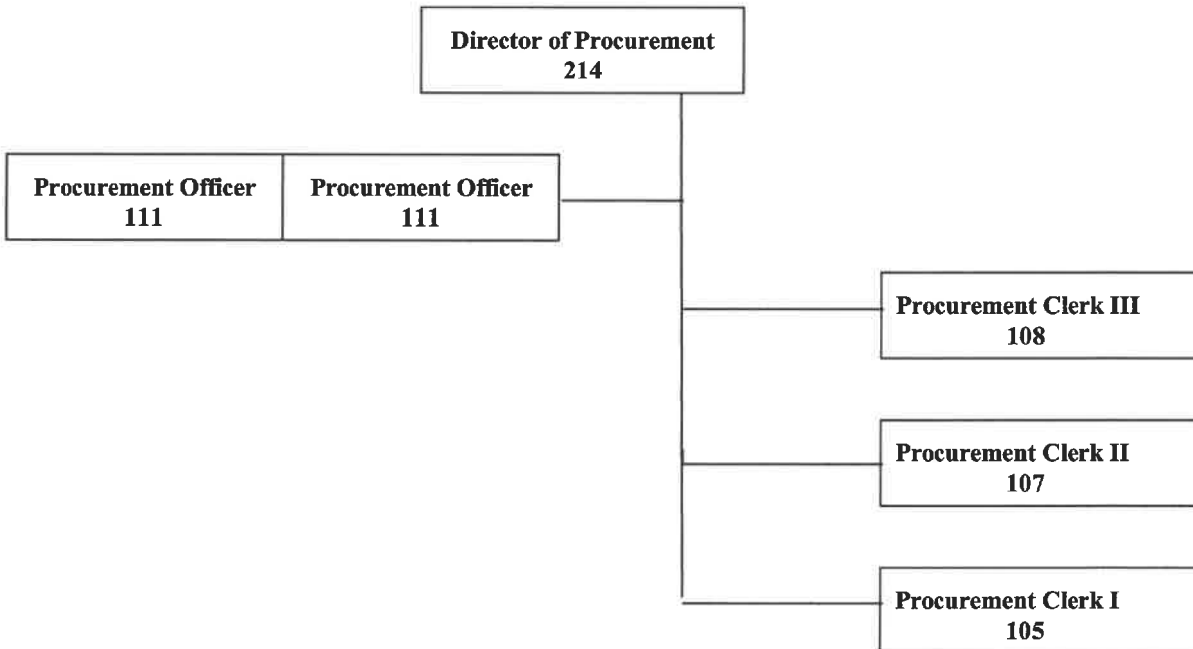 Director of Procurement
214
Procurement Officer
111
Procurement Officer
111
Procurement Clerk III
108
Procurement Clerk II
107
Procurement Clerk I
105